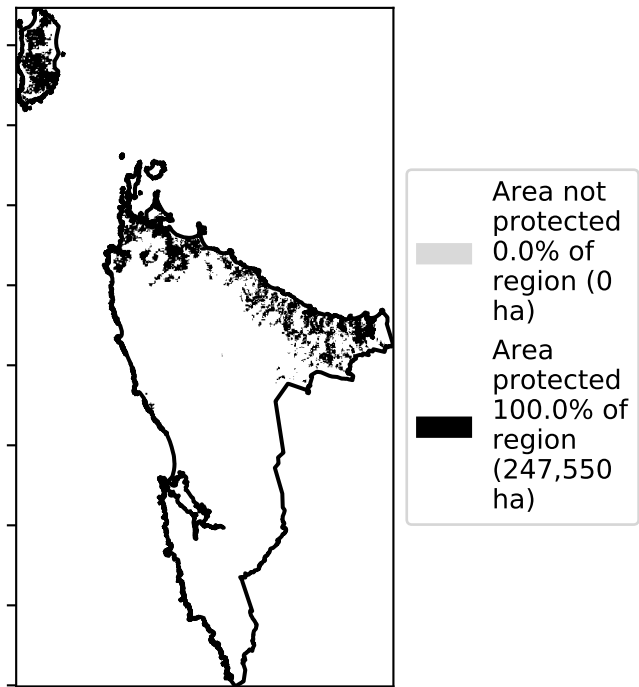 Area not
protected
0.0% of
region (0
ha)
Area
protected
100.0% of
region
(247,550
ha)